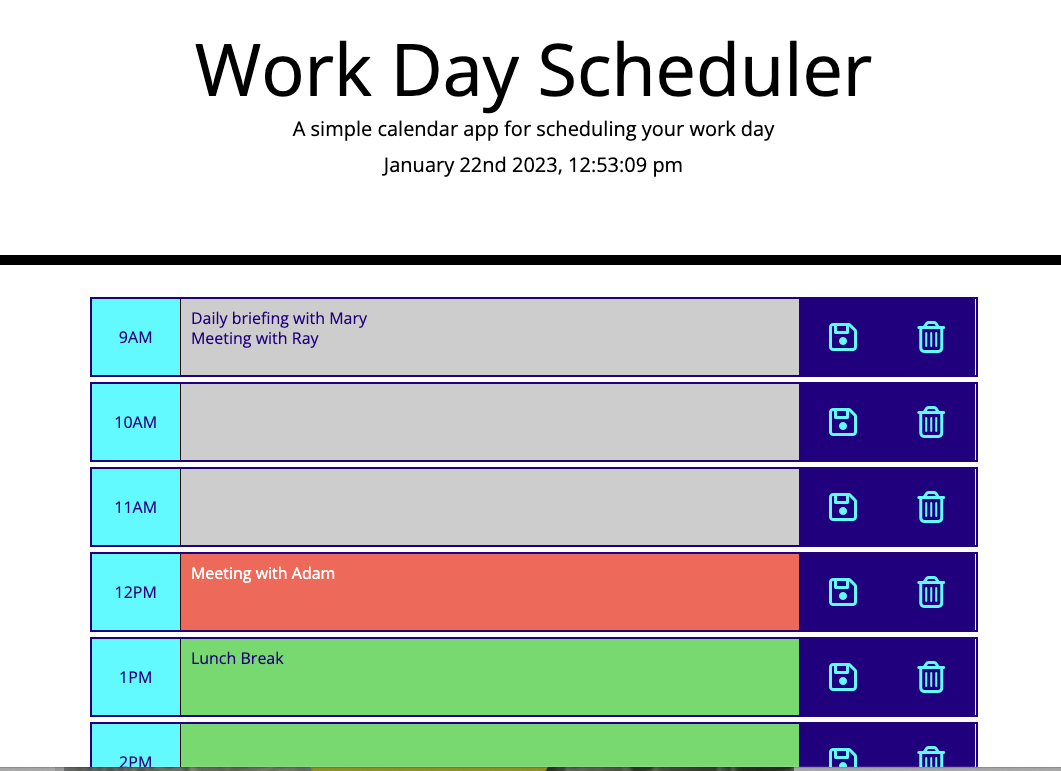 Work Day Scheduler
A simple calendar app for scheduling your work day
January 22nd 2023, 12:53:09 pm
9AM
Daily briefing with Mary
Meeting with Ray
10AM
11AM
12PM
Meeting with Adam
1PM
Lunch Break
2PM